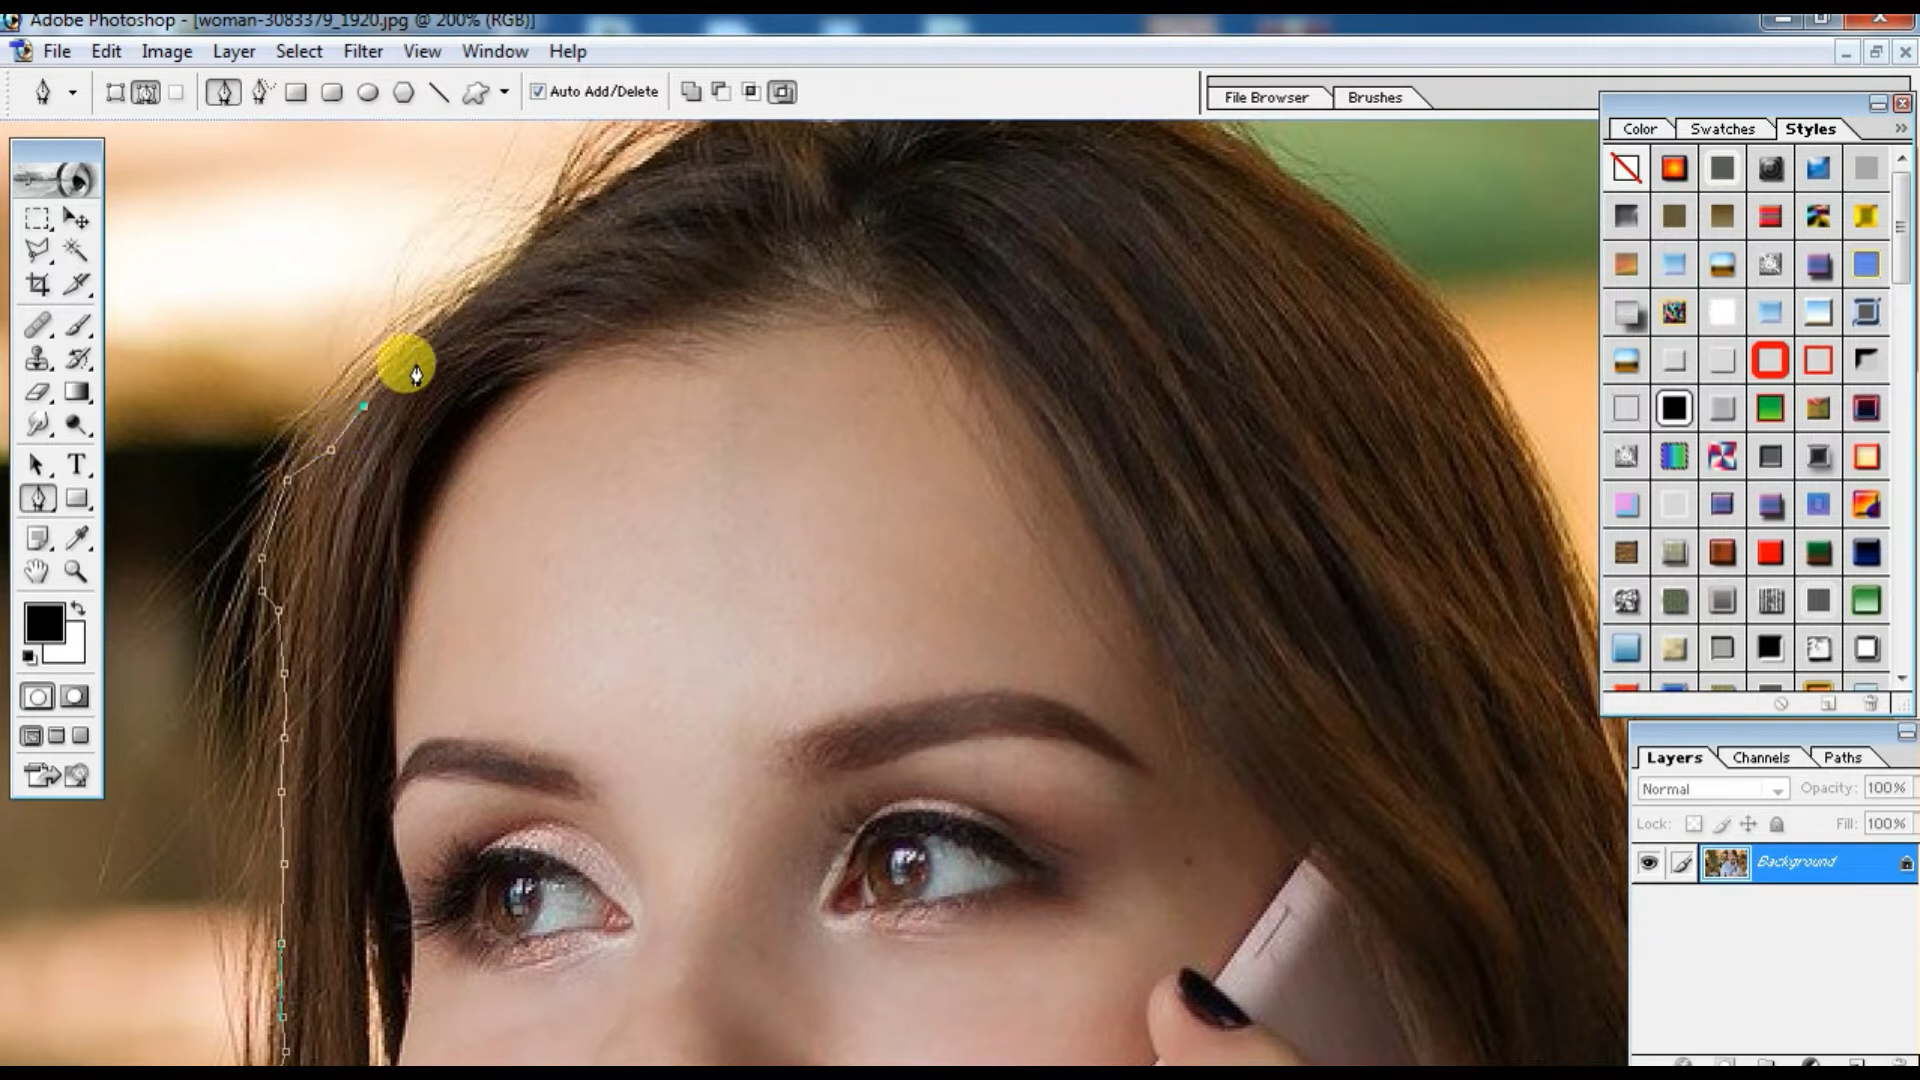 Adobe Photoshop - [woman-3083379_1920.jpg @ 200% (RGB)]
File Edit Image Layer Select Filter View Window Help
Auto Add/Delete
File Browser Brushes
Color Swatches Styles
T
Layers Channels Paths
Normal Opacity: 100%
Lock: Fill: 100%
Background